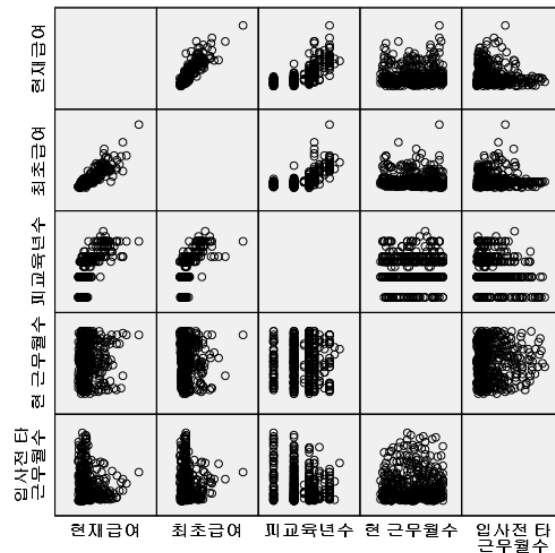 현재급여
최초급여
피교육년수
현 근무월수
입사전 타
근무월수
현재급여
최초급여
피교육년수
현 근무월수
입사전 타
근무월수